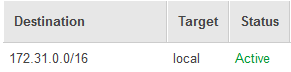 Destination Target Status
172.31.0.0/16 local Active